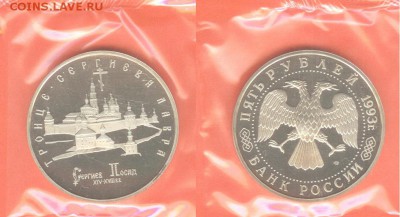 COINS.LAVE.RU
ТРОИЦЕ-СЕРГИЕВА ЛАВРА
Сергиев Посад
XIV-XVIII вв.
ПЯТЬ РУБЛЕЙ 1993г.
БАНК РОССИИ